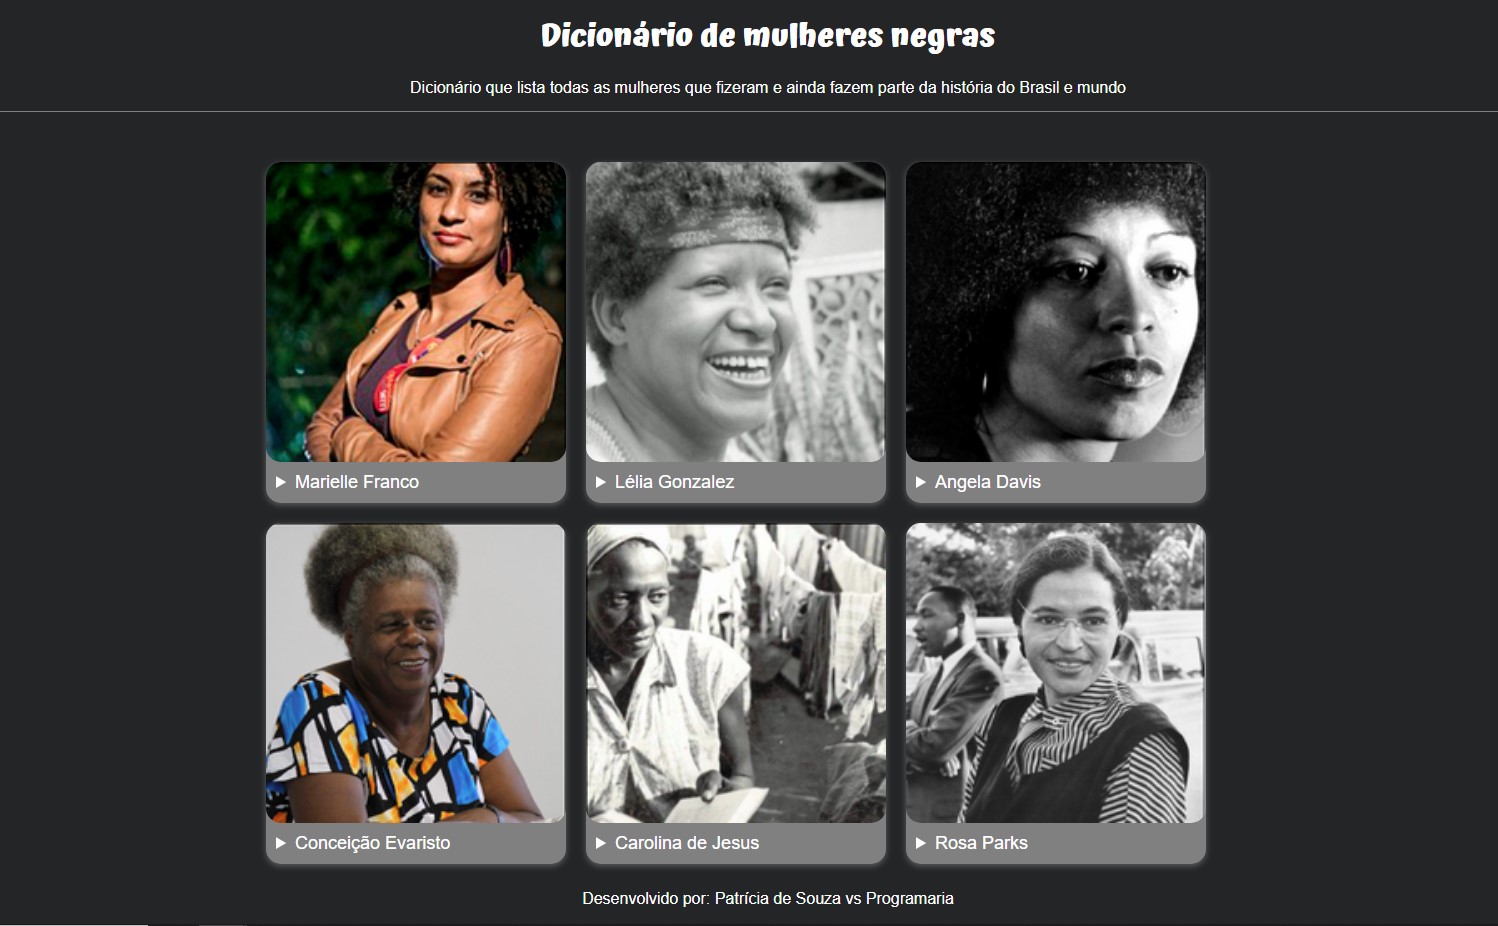 Dicionário de mulheres negras
Dicionário que lista todas as mulheres que fizeram e ainda fazem parte da história do Brasil e mundo
Marielle Franco
Lélia Gonzalez
Angela Davis
Conceição Evaristo
Carolina de Jesus
Rosa Parks
Desenvolvido por: Patrícia de Souza vs Programaria